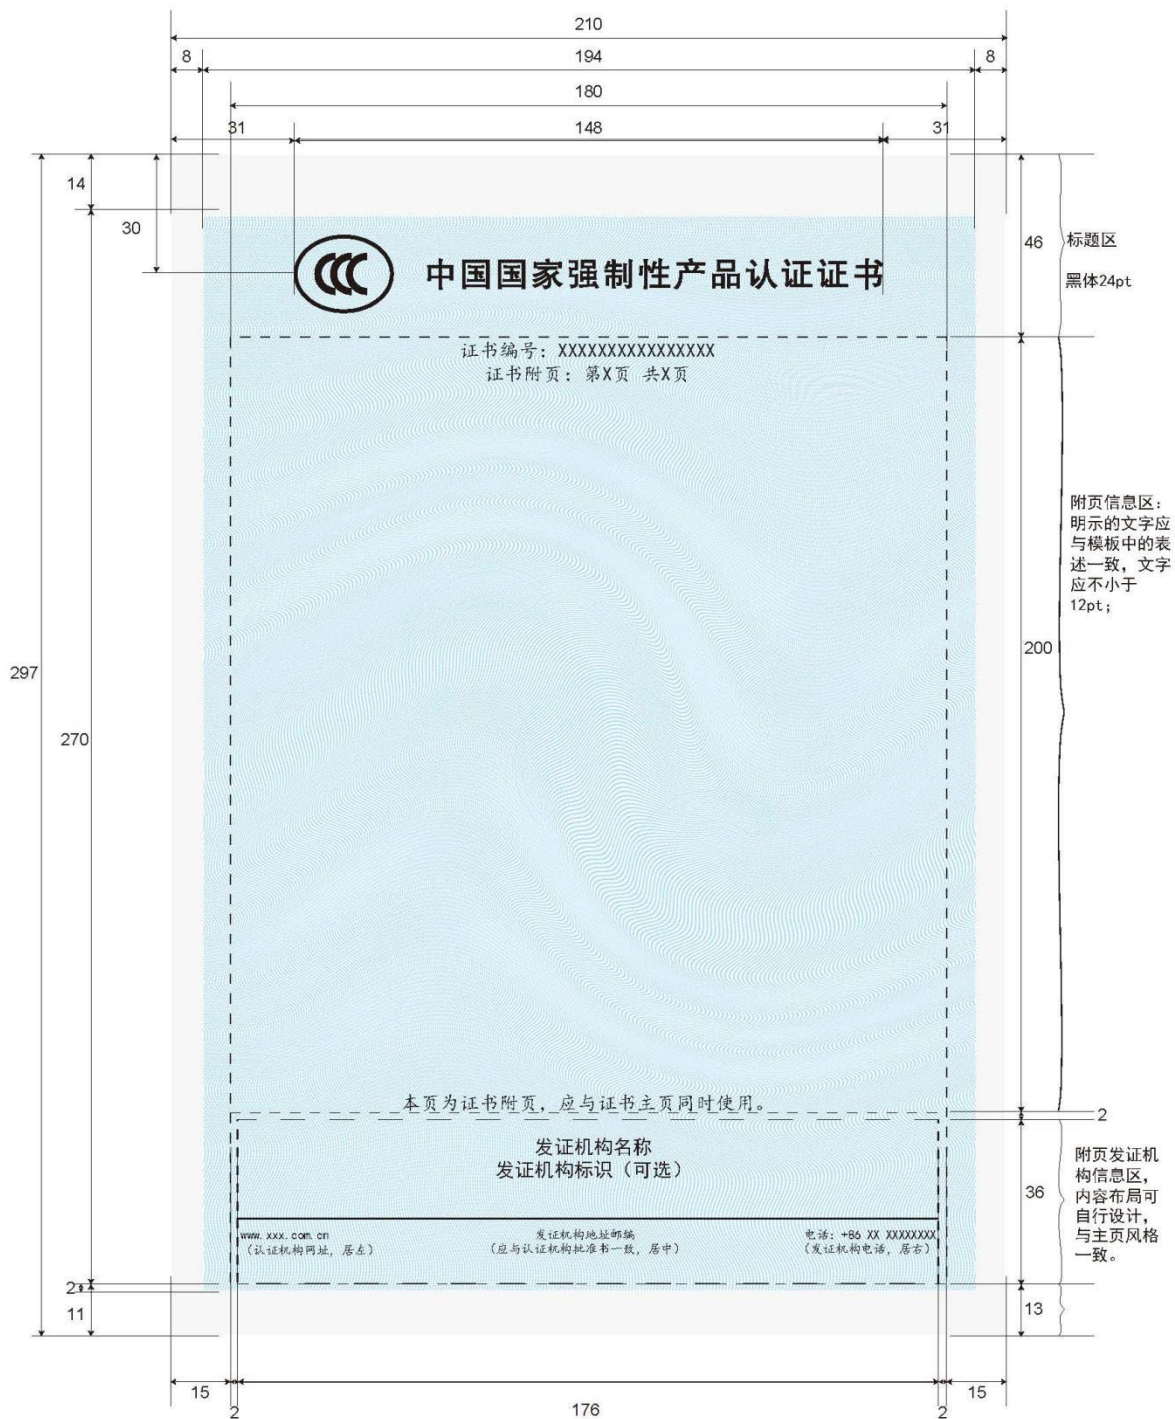 210
8 194 8
180
31 148 31
14
30
46
标题区
黑体24pt
CCC
中国国家强制性产品认证证书
证书编号：XXXXXXXXXXXXXXXX
证书附页：第X页 共X页
附页信息区：
明示的文字应
与模板中的表
述一致，文字
应不小于
12pt；
200
297
270
本页为证书附页，应与证书主页同时使用。
2
发证机构名称
发证机构标识（可选）
36
附页发证机
构信息区，
内容布局可
自行设计，
与主页风格
一致。
www.xxx.com.cn 发证机构地址邮编 电话：+86 XX XXXXXXXX
（认证机构网址，居左） （应与认证机构批准书一致，居中） （发证机构电话，居右）
2
11
13
15 15
2 176 2